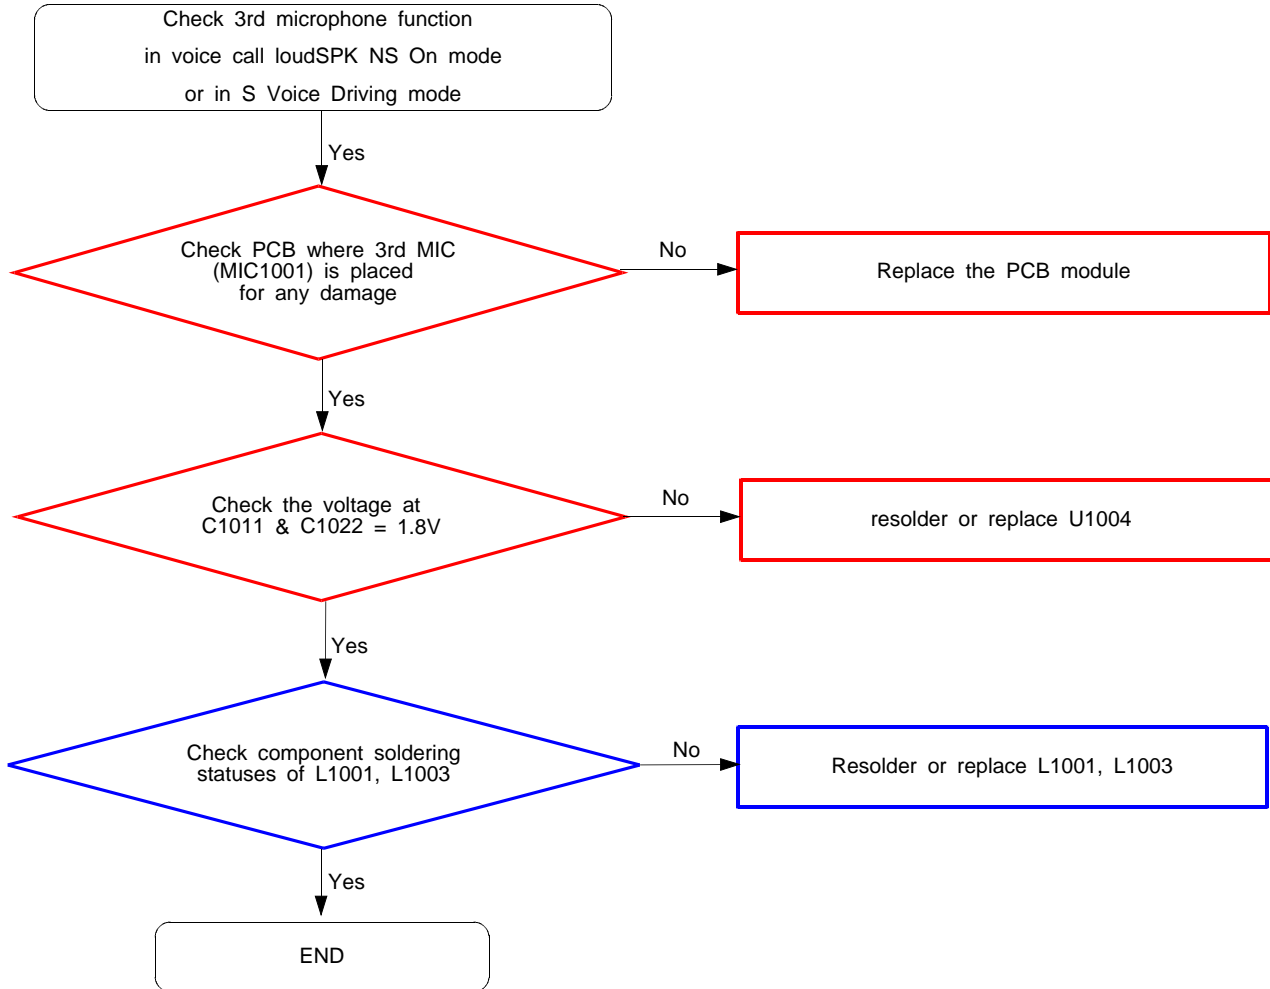 Check 3rd microphone function
in voice call loudSPK NS On mode
or in S Voice Driving mode
Yes
Check PCB where 3rd MIC
(MIC1001) is placed
for any damage
No
Replace the PCB module
Yes
Check the voltage at
C1011 & C1022 = 1.8V
No
resolder or replace U1004
Yes
Check component soldering
statuses of L1001, L1003
No
Resolder or replace L1001, L1003
Yes
END